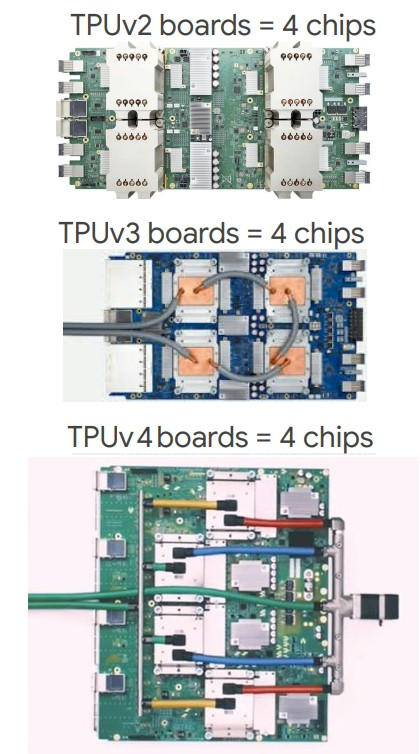 TPUv2 boards = 4 chips
TPUv3 boards = 4 chips
TPUv4 boards = 4 chips